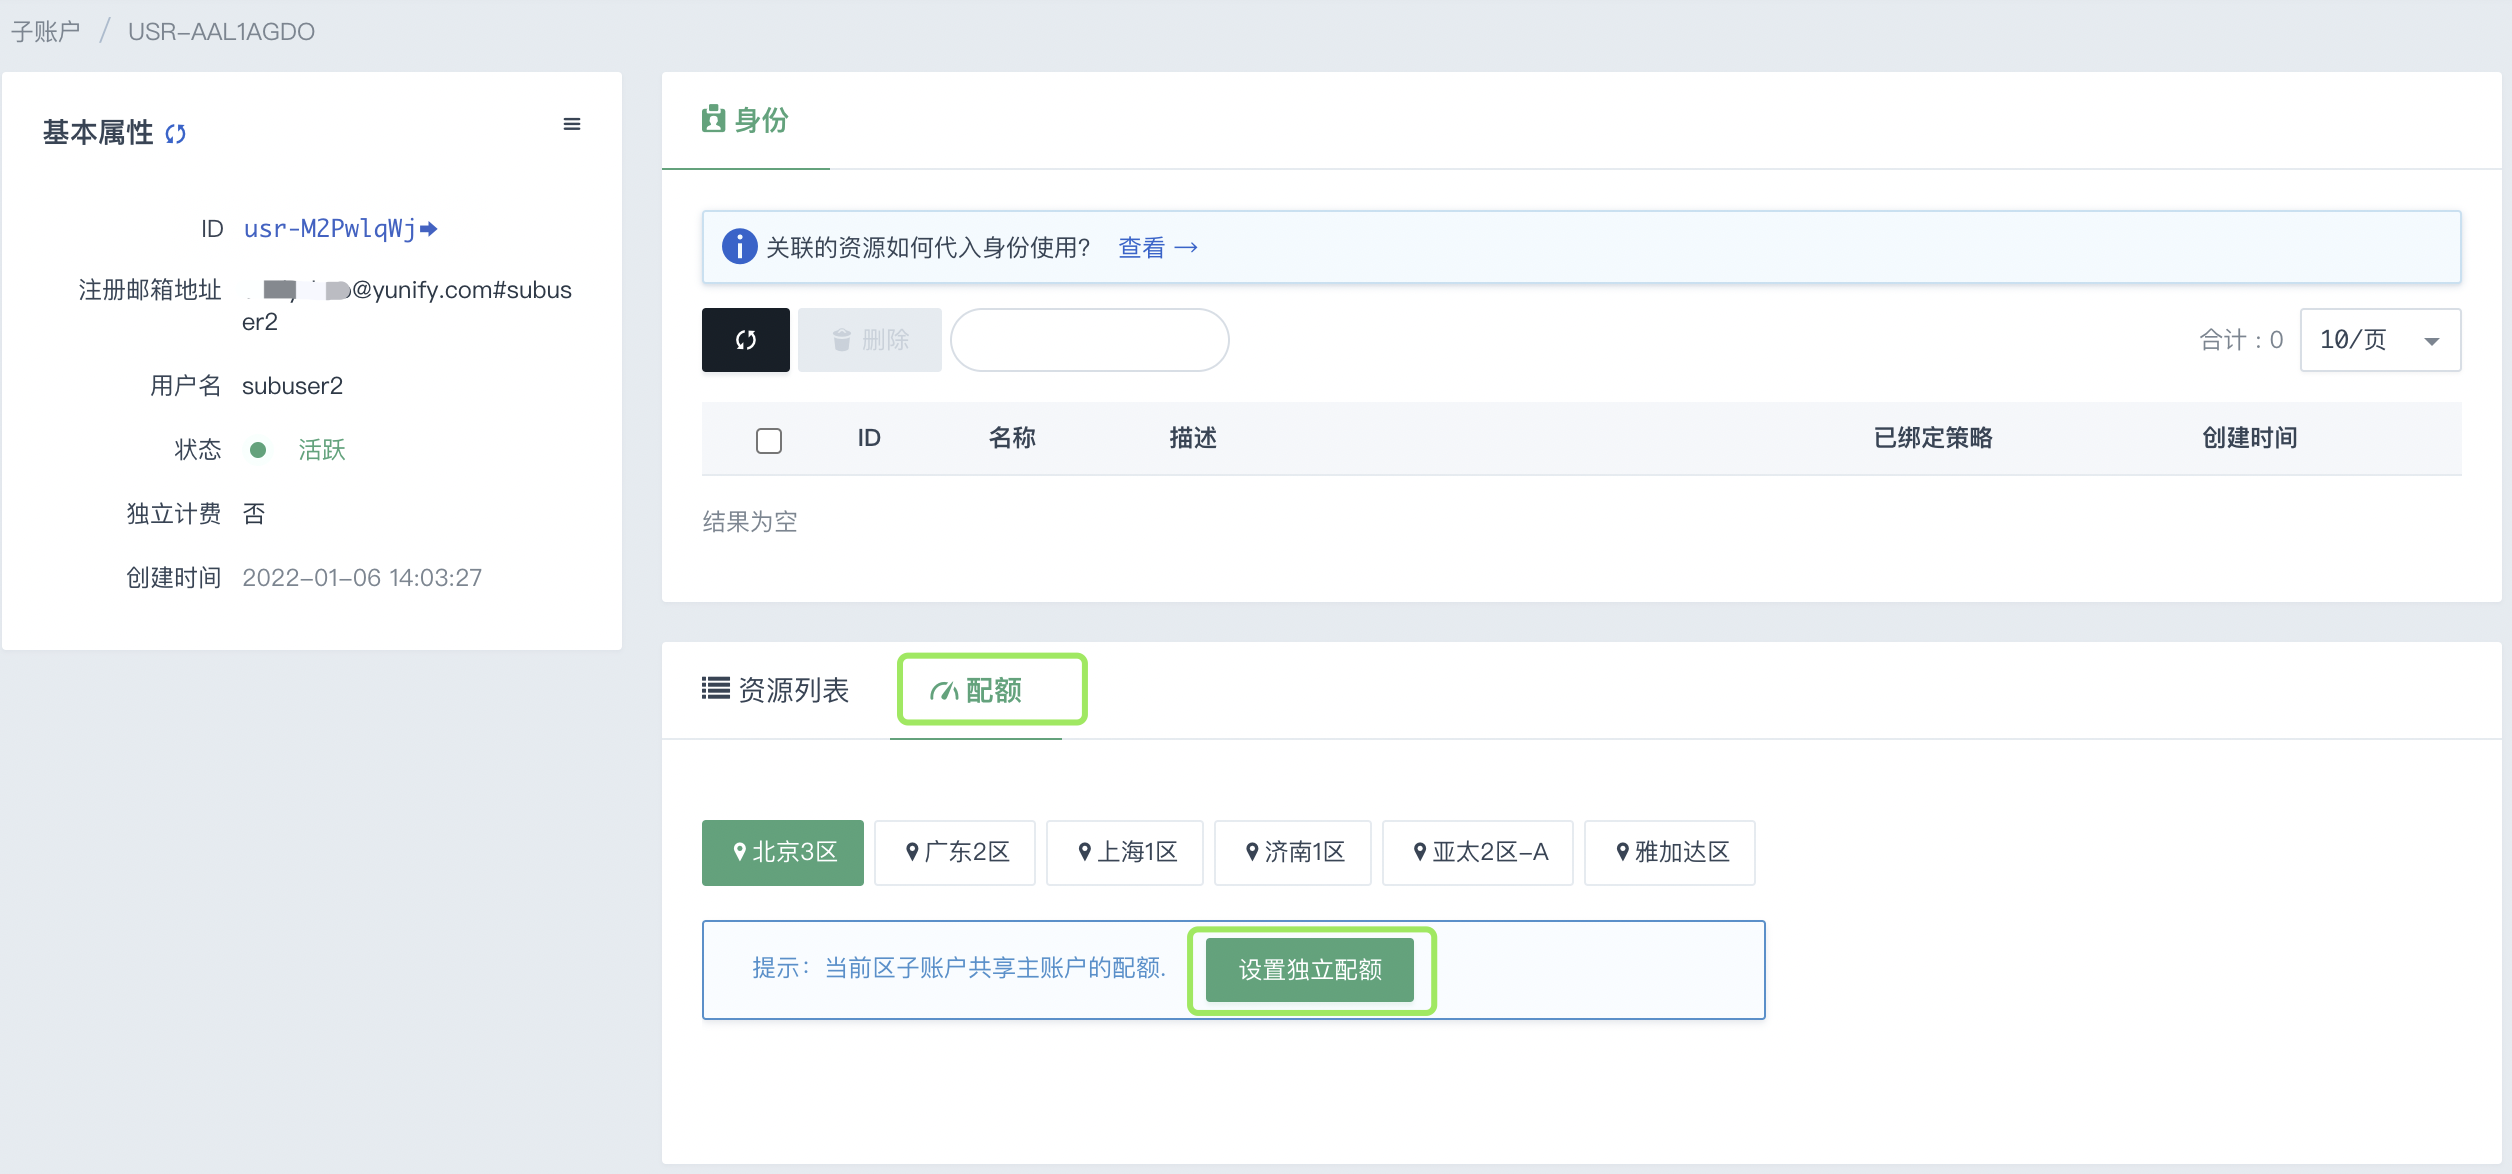 子账户 / USR-AAL1AGDO
基本属性
ID usr-M2PwlqWj
注册邮箱地址 @yunify.com#subus
er2
用户名 subuser2
状态 活跃
独立计费 否
创建时间 2022-01-06 14:03:27
身份
关联的资源如何代入身份使用? 查看 →
删除
合计：0 10/页
ID 名称 描述 已绑定策略 创建时间
结果为空
资源列表 配额
北京3区 广东2区 上海1区 济南1区 亚太2区-A 雅加达区
提示：当前区子账户共享主账户的配额. 设置独立配额